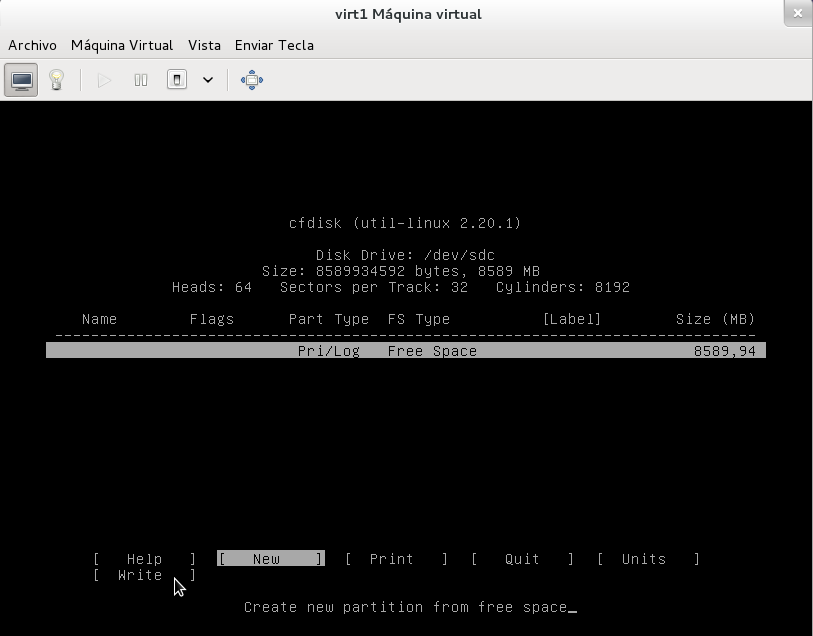 virt1 Máquina virtual
Archivo Máquina Virtual Vista Enviar Tecla
cfdisk (util-linux 2.20.1)
Disk Drive: /dev/sdc
Size: 8589934592 bytes, 8589 MB
Heads: 64 Sectors per Track: 32 Cylinders: 8192
Name Flags Part Type FS Type [Label] Size (MB)
Pri/Log Free Space 8589,94
[ Help ] [ New ] [ Print ] [ Quit ] [ Units ]
[ Write ]
Create new partition from free space_